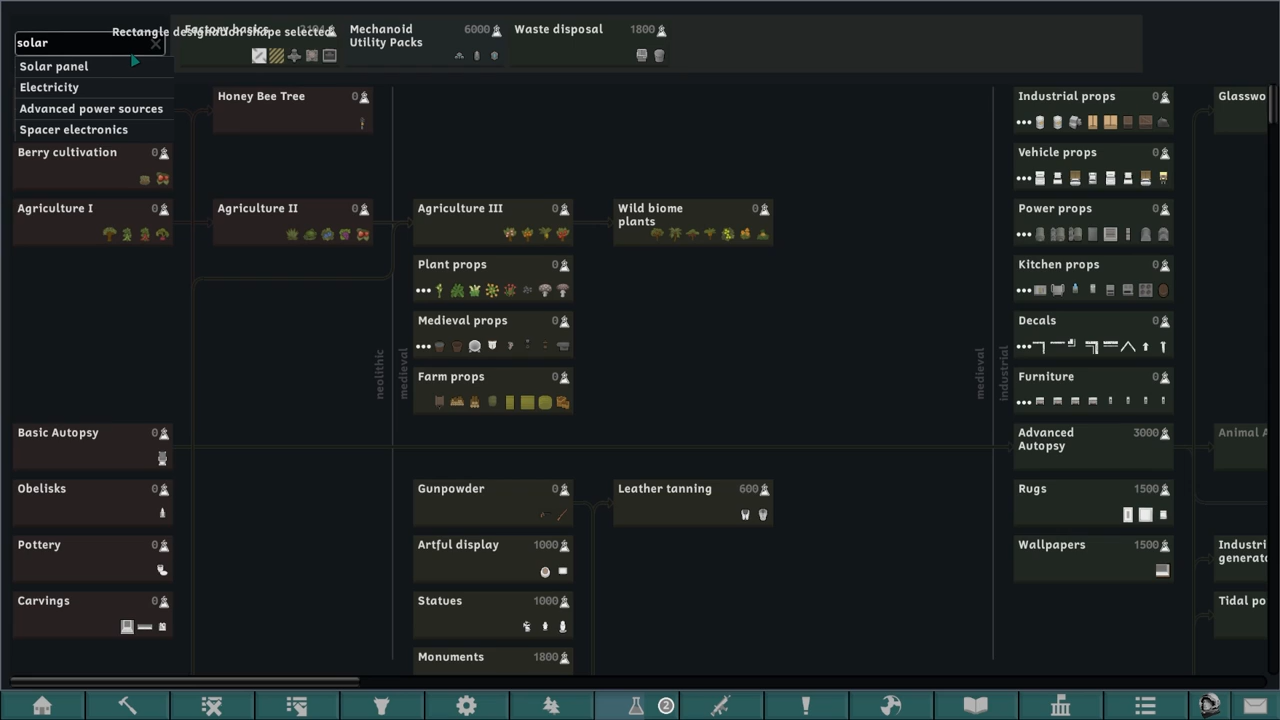 Rectangle designation shape selected.
solar
Solar panel
Electricity
Advanced power sources
Spacer electronics
Factory basics
Mechanoid
Utility Packs
6000
Waste disposal
1800
Honey Bee Tree
0
Berry cultivation
0
Agriculture I
0
Agriculture II
0
Agriculture III
0
Wild biome
plants
0
Plant props
0
Medieval props
0
Farm props
0
neolithic
medieval
medieval
industrial
Industrial props
0
Vehicle props
0
Power props
0
Kitchen props
0
Decals
0
Furniture
0
Advanced
Autopsy
3000
Rugs
1500
Wallpapers
1500
Glasswo
Animal A
Industri
generato
Tidal po
Basic Autopsy
0
Obelisks
0
Pottery
0
Carvings
0
Gunpowder
0
Leather tanning
600
Artful display
1000
Statues
1000
Monuments
1800
2